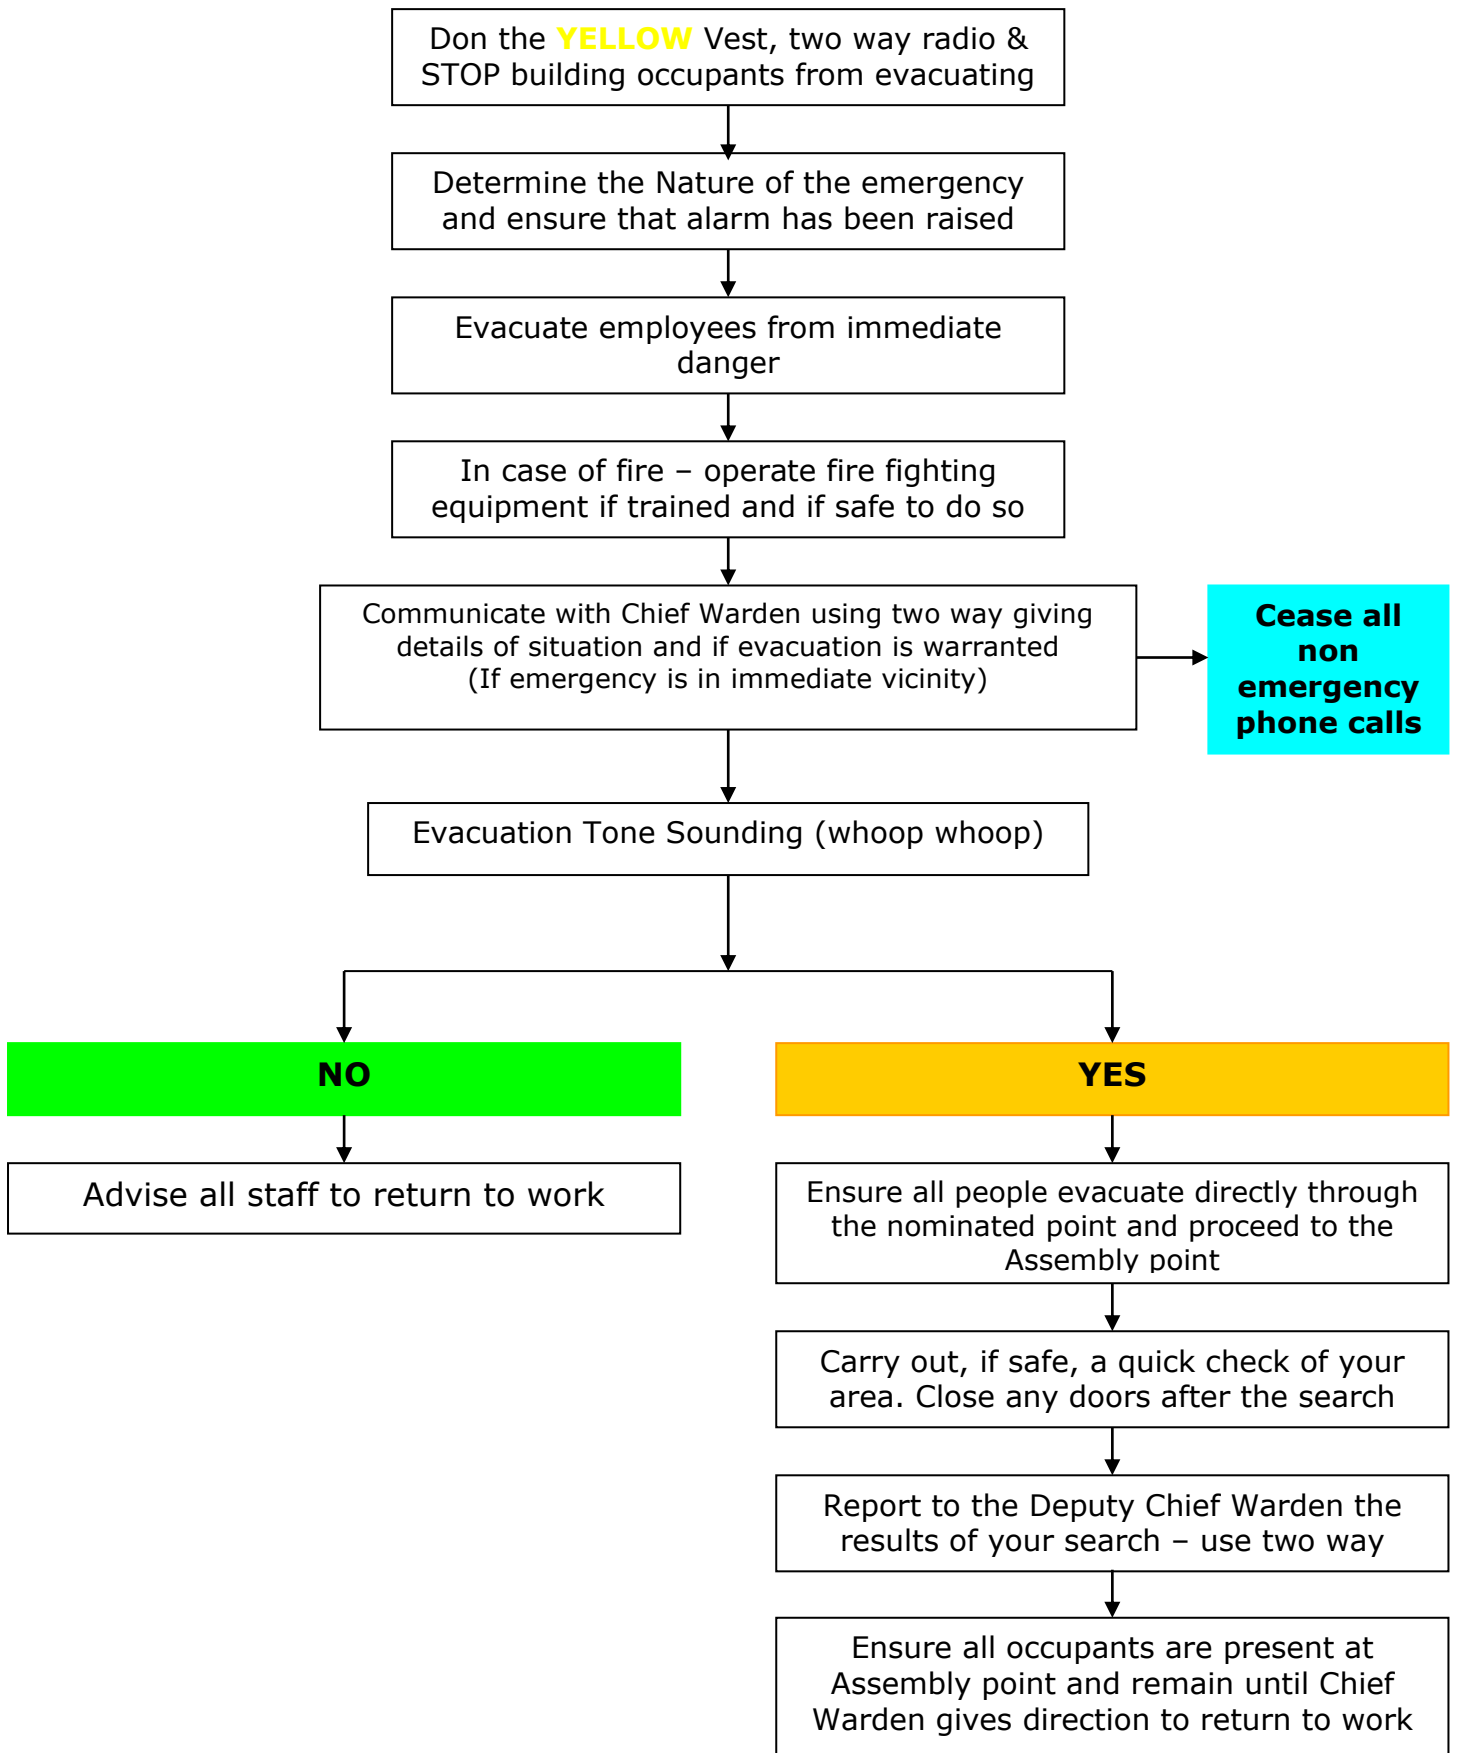 Don the YELLOW Vest, two way radio &
STOP building occupants from evacuating
Determine the Nature of the emergency
and ensure that alarm has been raised
Evacuate employees from immediate
danger
In case of fire – operate fire fighting
equipment if trained and if safe to do so
Communicate with Chief Warden using two way giving
details of situation and if evacuation is warranted
(If emergency is in immediate vicinity)
Cease all
non
emergency
phone calls
Evacuation Tone Sounding (whoop whoop)
NO
Advise all staff to return to work
YES
Ensure all people evacuate directly through
the nominated point and proceed to the
Assembly point
Carry out, if safe, a quick check of your
area. Close any doors after the search
Report to the Deputy Chief Warden the
results of your search – use two way
Ensure all occupants are present at
Assembly point and remain until Chief
Warden gives direction to return to work